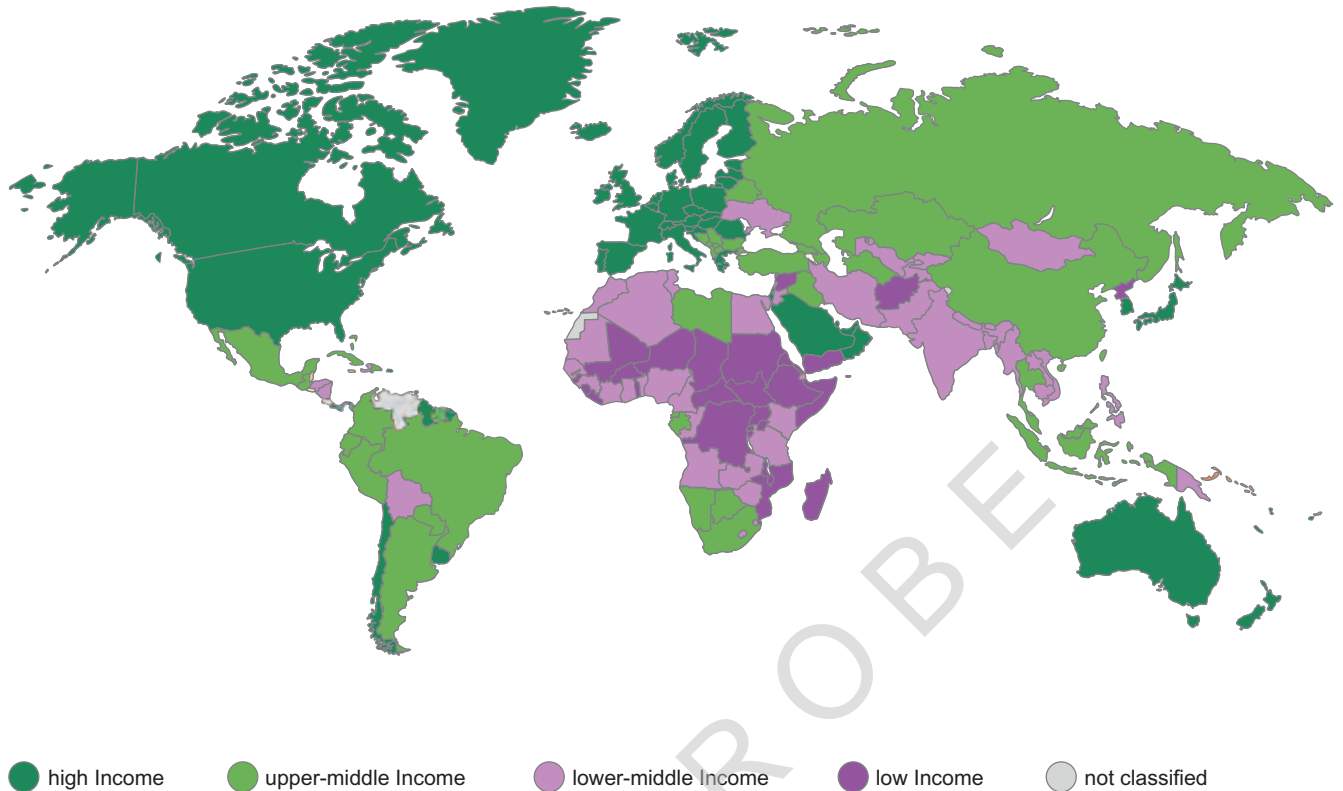 P R O B E
high Income
upper-middle Income
lower-middle Income
low Income
not classified